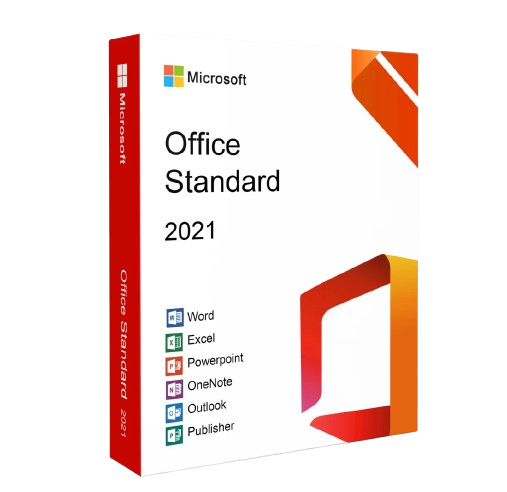 Microsoft
Office Standard 2021
Microsoft
Office
Standard
2021
Word
Excel
Powerpoint
OneNote
Outlook
Publisher